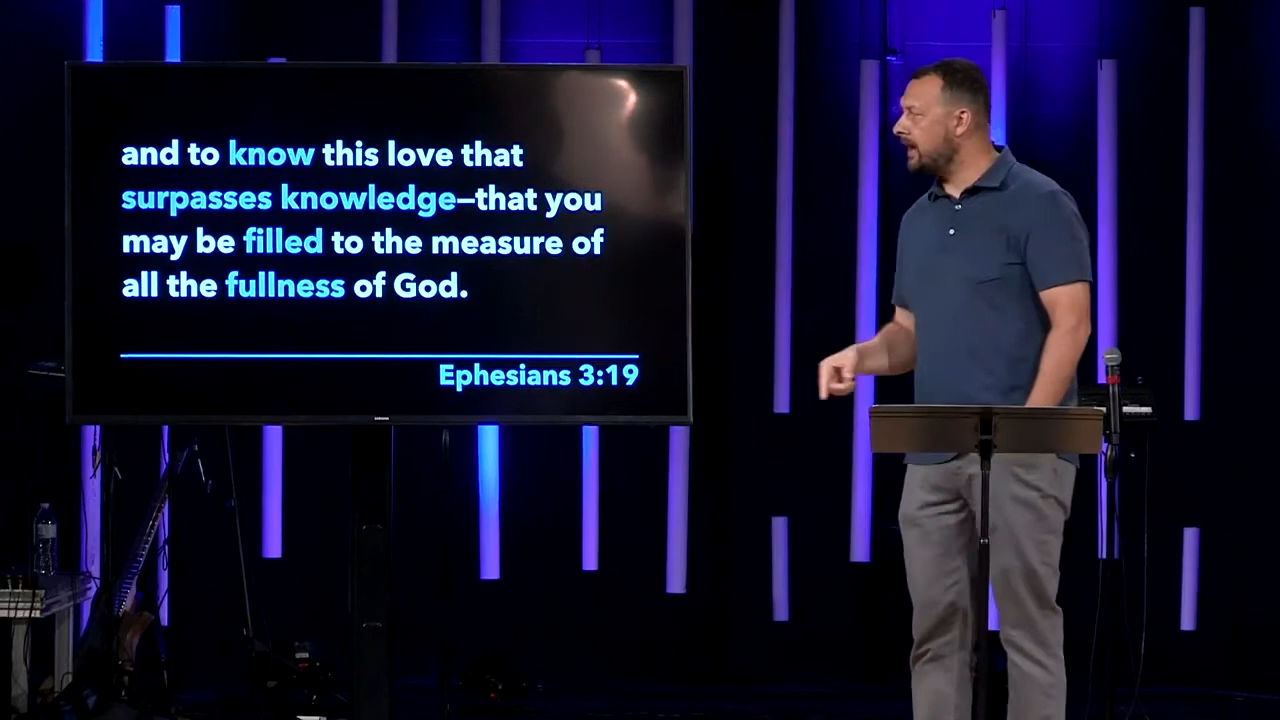 and to know this love that
surpasses knowledge—that you
may be filled to the measure of
all the fullness of God.
Ephesians 3:19
SAMSUNG